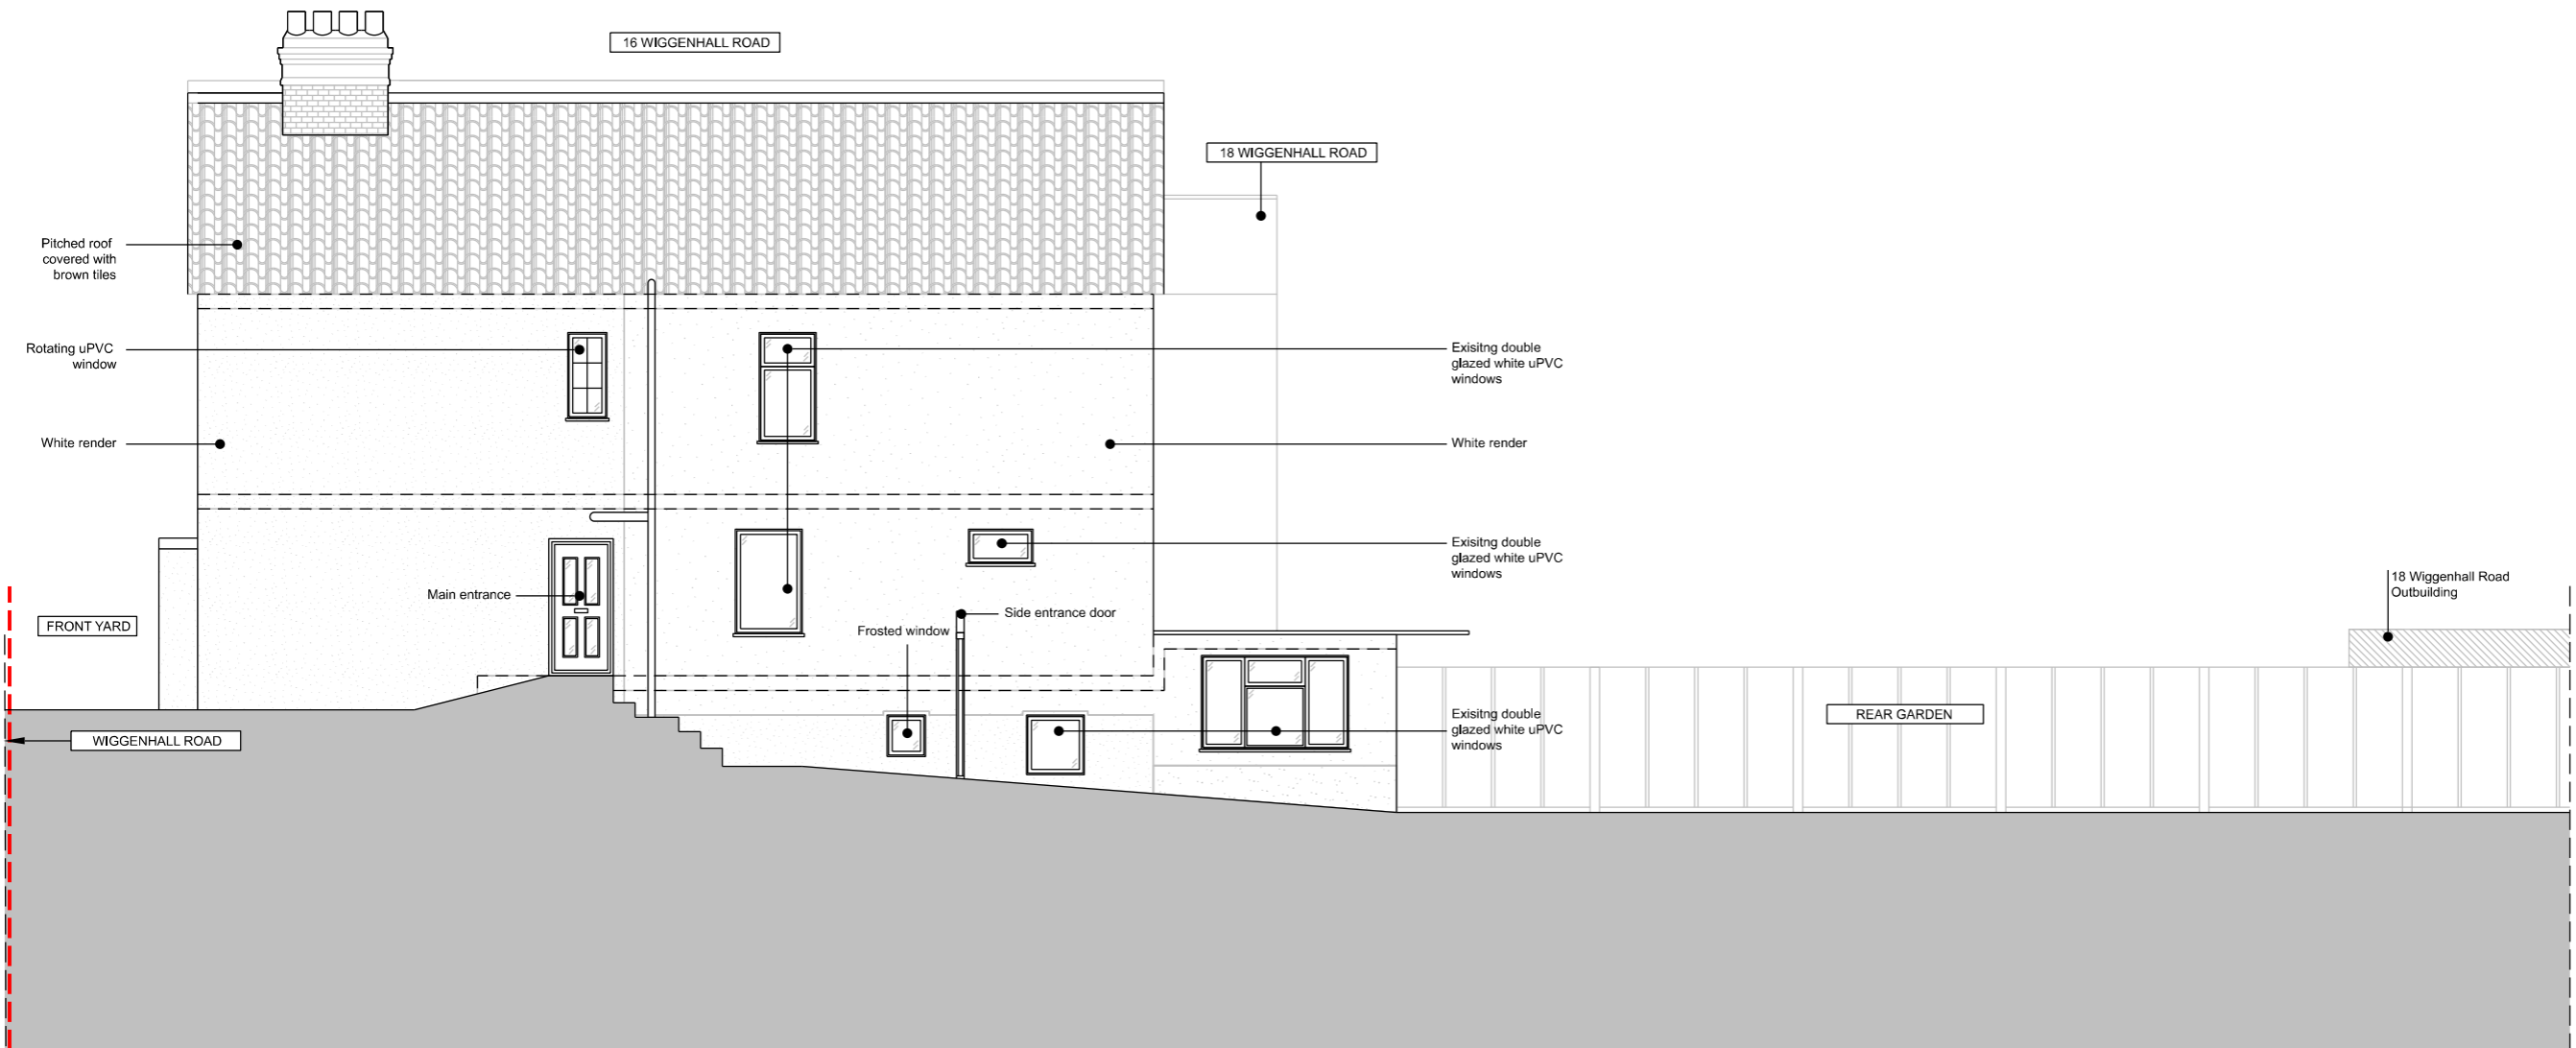 16 WIGGENHALL ROAD
18 WIGGENHALL ROAD
Pitched roof
covered with
brown tiles
Rotating uPVC
window
Exisitng double
glazed white uPVC
windows
White render
White render
Exisitng double
glazed white uPVC
windows
Main entrance
Side entrance door
Frosted window
18 Wiggenhall Road
Outbuilding
FRONT YARD
Exisitng double
glazed white uPVC
windows
REAR GARDEN
WIGGENHALL ROAD